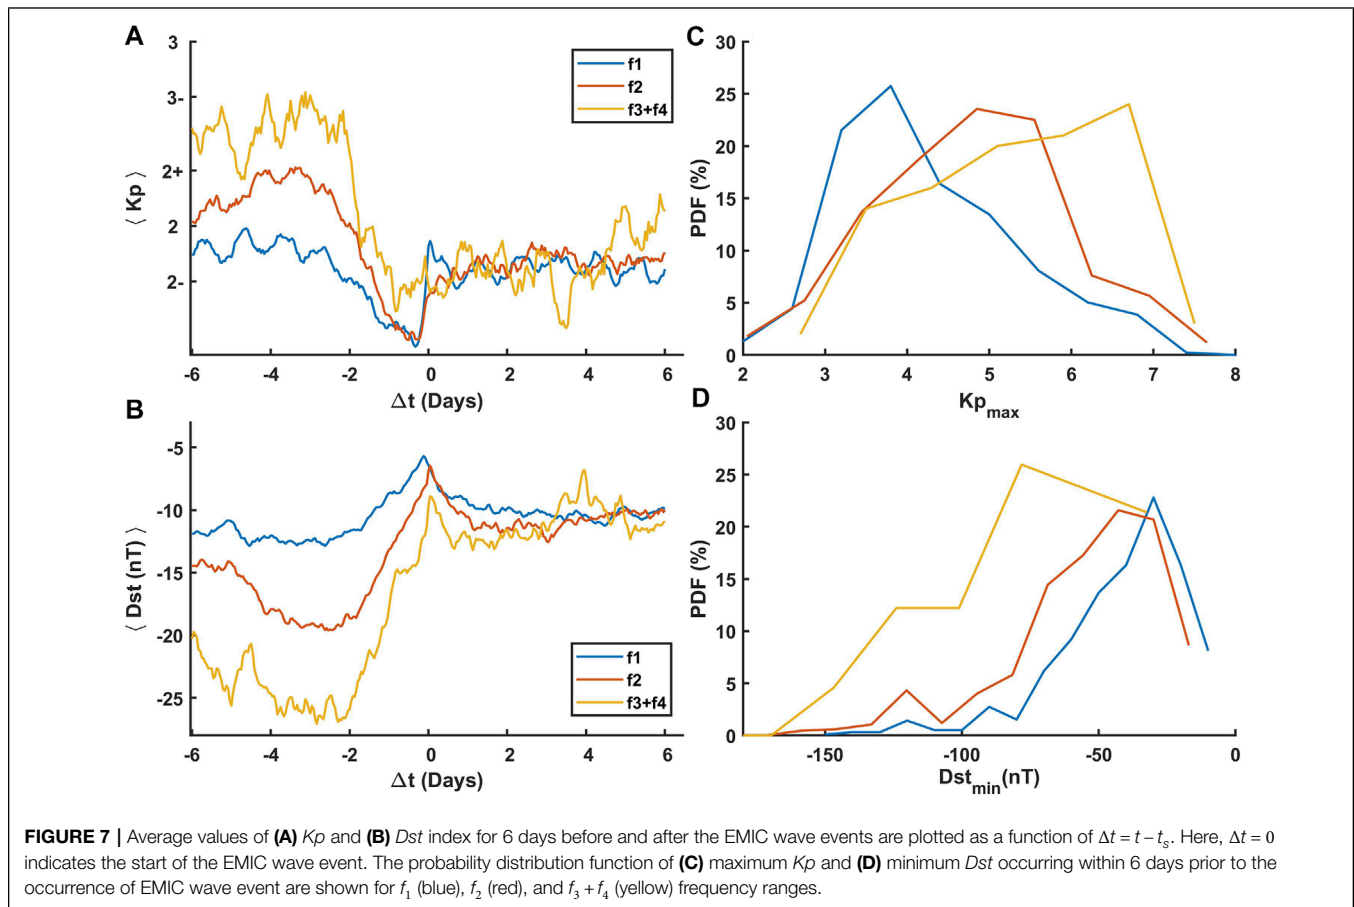 A
3
3-
2+
2
2-
⟨ Kp ⟩
f1
f2
f3+f4
-6
-4
-2
0
2
4
6
Δt (Days)
C
30
25
20
15
10
5
0
PDF (%)
2
3
4
5
6
7
8
Kpmax
B
-5
-10
-15
-20
-25
⟨ Dst (nT) ⟩
f1
f2
f3+f4
-6
-4
-2
0
2
4
6
Δt (Days)
D
30
25
20
15
10
5
0
PDF (%)
-150
-100
-50
0
Dstmin(nT)
FIGURE 7 | Average values of (A) Kp and (B) Dst index for 6 days before and after the EMIC wave events are plotted as a function of Δt = t − ts. Here, Δt = 0
indicates the start of the EMIC wave event. The probability distribution function of (C) maximum Kp and (D) minimum Dst occurring within 6 days prior to the
occurrence of EMIC wave event are shown for f1 (blue), f2 (red), and f3 + f4 (yellow) frequency ranges.